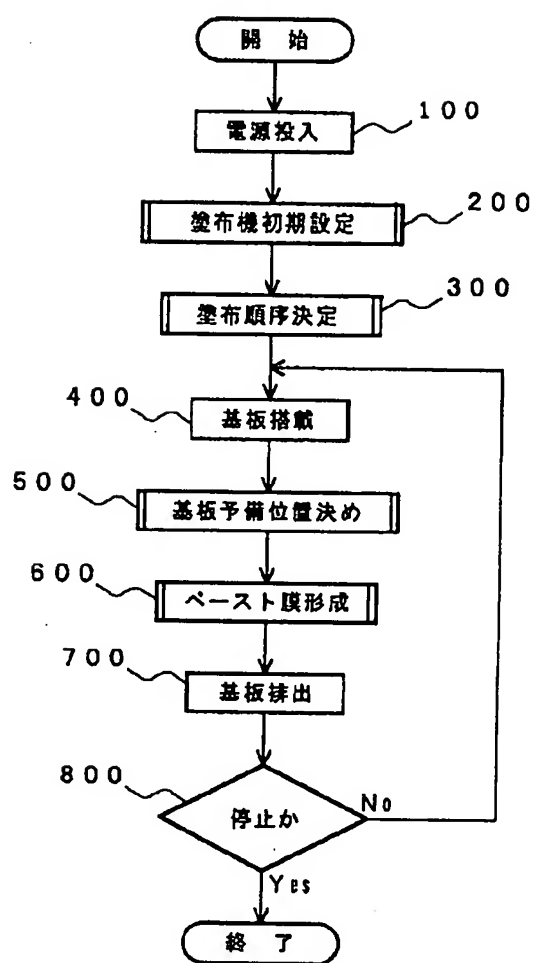 開 始
電源投入
100
塗布機初期設定
200
塗布順序決定
300
400
基板搭載
500
基板予備位置決め
600
ペースト膜形成
700
基板排出
800
停止か
No
Yes
終 了